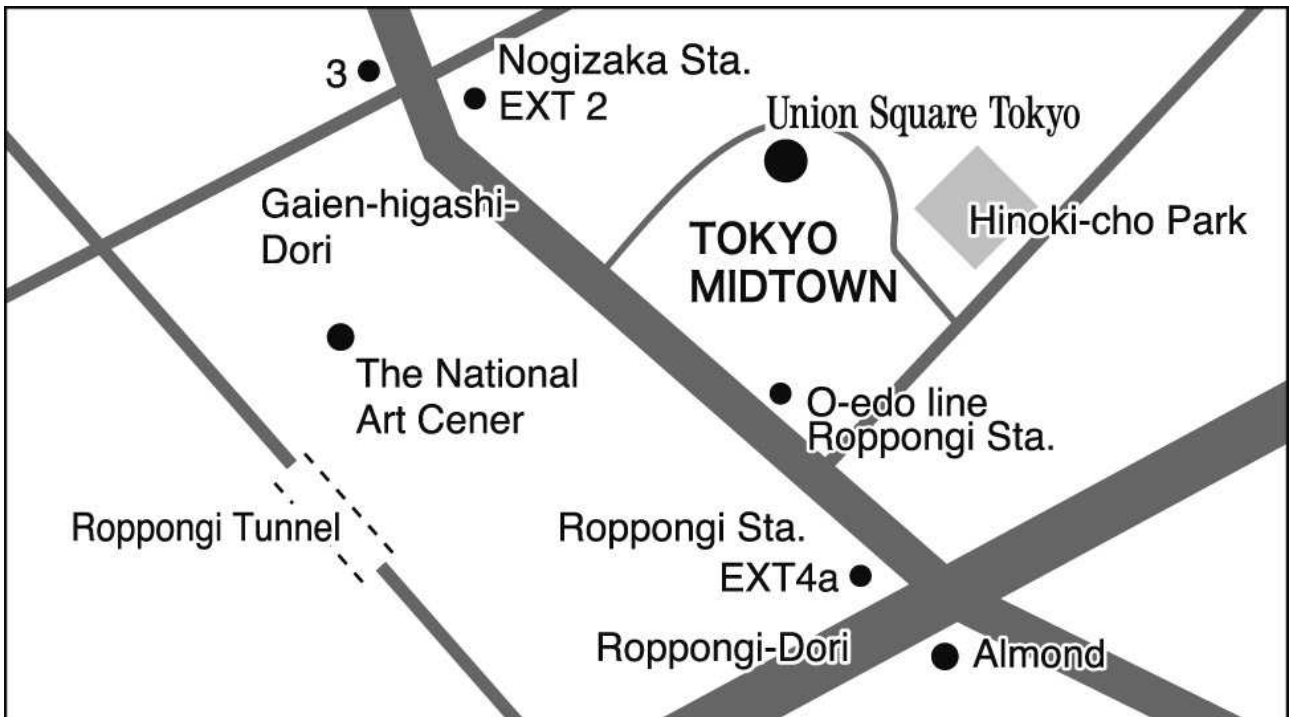 3
Nogizaka Sta.
EXT 2
Union Square Tokyo
Gaien-higashi-
Dori
TOKYO
MIDTOWN
Hinoki-cho Park
The National
Art Cener
O-edo line
Roppongi Sta.
Roppongi Tunnel
Roppongi Sta.
EXT4a
Roppongi-Dori
Almond